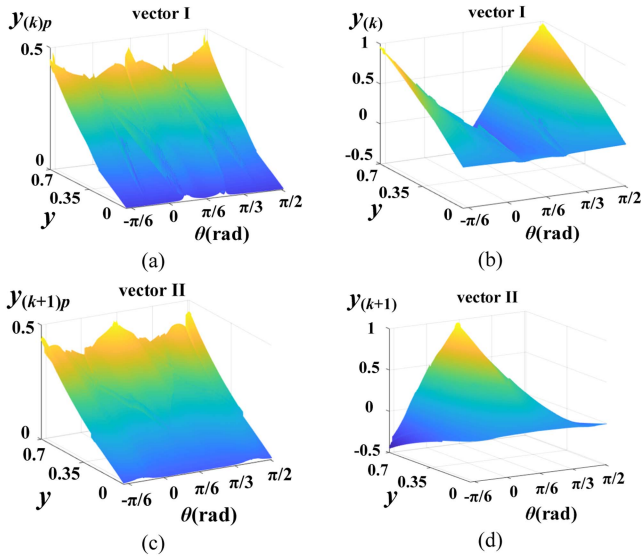 y(k)p vector I
0.5
0
0.7
0.35
0
y
-π/6 0 π/6 π/3 π/2
θ(rad)
(a)
y(k) vector I
1
0.5
0
-0.5
0.7
0.35
0
y
-π/6 0 π/6 π/3 π/2
θ(rad)
(b)
y(k+1)p vector II
0.5
0
0.7
0.35
0
y
-π/6 0 π/6 π/3 π/2
θ(rad)
(c)
y(k+1) vector II
1
0.5
0
-0.5
0.7
0.35
0
y
-π/6 0 π/6 π/3 π/2
θ(rad)
(d)